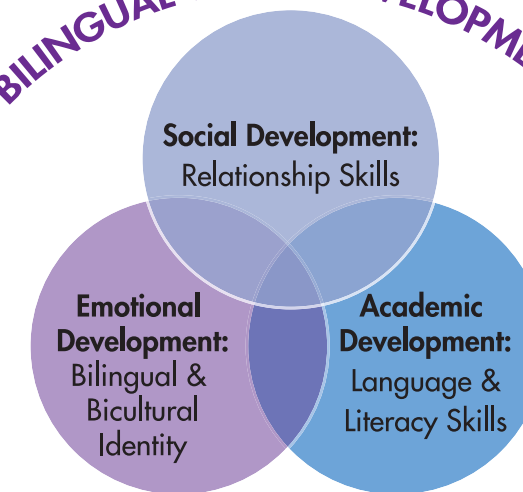 BILINGUAL
Social Development:
Relationship Skills
Emotional
Development:
Bilingual &
Bicultural
Identity
Academic
Development:
Language &
Literacy Skills